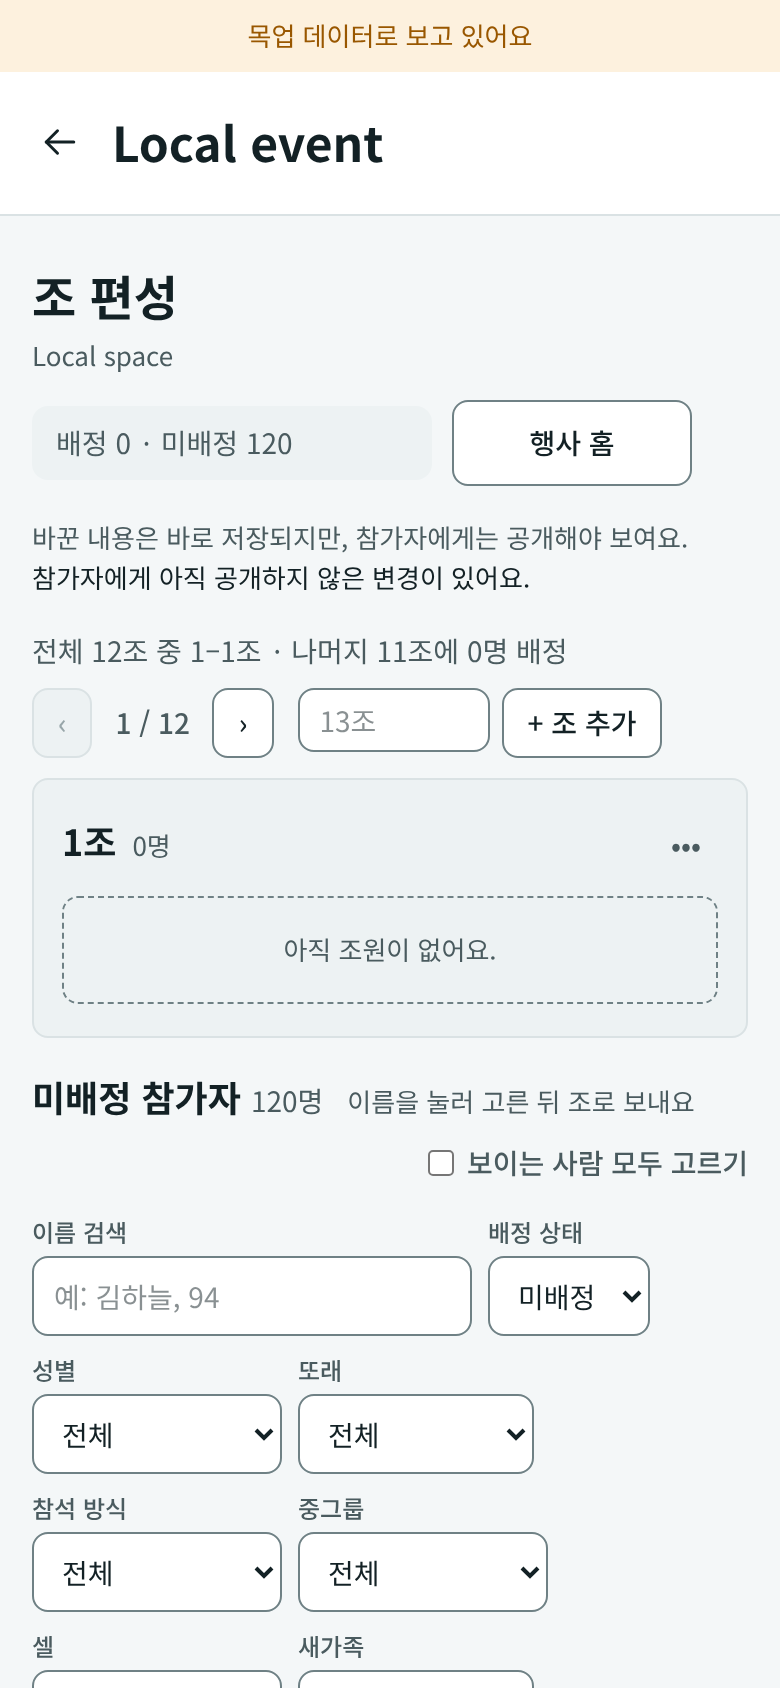 목업 데이터로 보고 있어요
← Local event
조 편성
Local space
배정 0 · 미배정 120
행사 홈
바꾼 내용은 바로 저장되지만, 참가자에게는 공개해야 보여요.
참가자에게 아직 공개하지 않은 변경이 있어요.
전체 12조 중 1–1조 · 나머지 11조에 0명 배정
‹ 1 / 12 › 13조 + 조 추가
1조 0명 •••
아직 조원이 없어요.
미배정 참가자 120명 이름을 눌러 고른 뒤 조로 보내요
보이는 사람 모두 고르기
이름 검색 배정 상태
예: 김하늘, 94 미배정
성별 또래
전체 전체
참석 방식 중그룹
전체 전체
셀 새가족